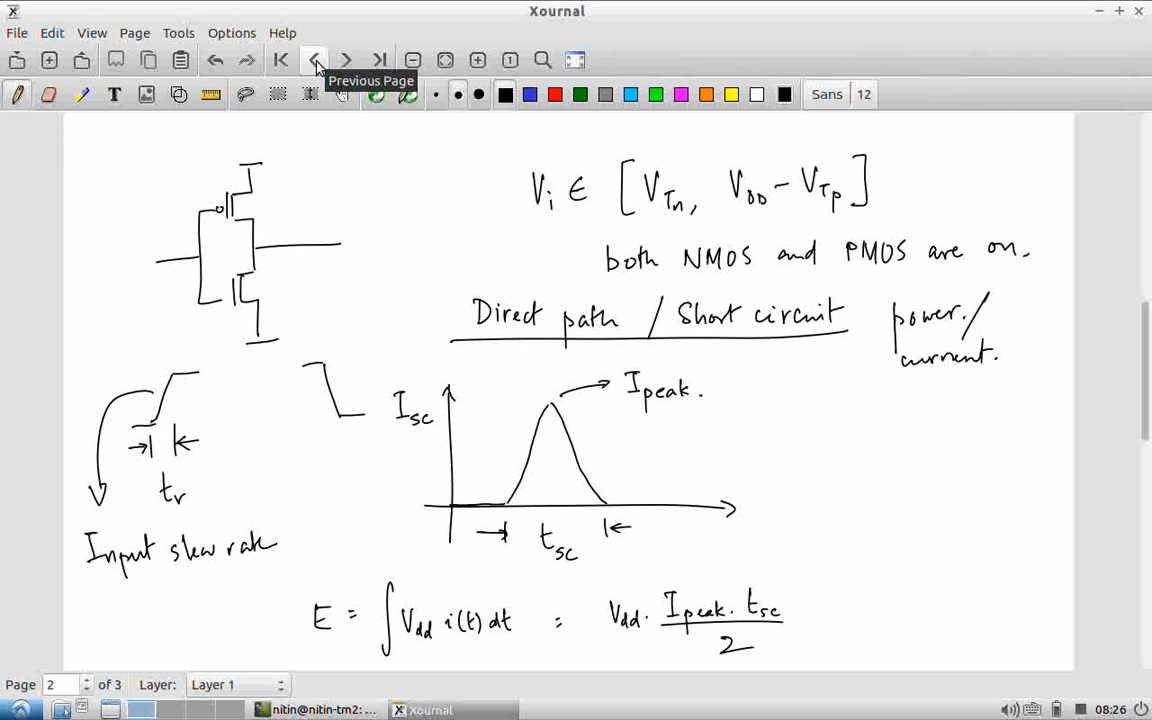 Xournal
File Edit View Page Tools Options Help
Previous Page
Sans 12
Vi ∈ [VTn, VDD - VTp]
both NMOS and PMOS are on.
Direct path / Short circuit power. / current.
Isc
Ipeak.
tr
tsc
Input slew rate
E = ∫ Vdd i(t) dt = Vdd. Ipeak. tsc / 2
Page 2 of 3 Layer: Layer 1
nitin@nitin-tm2: ... Xournal 08:26